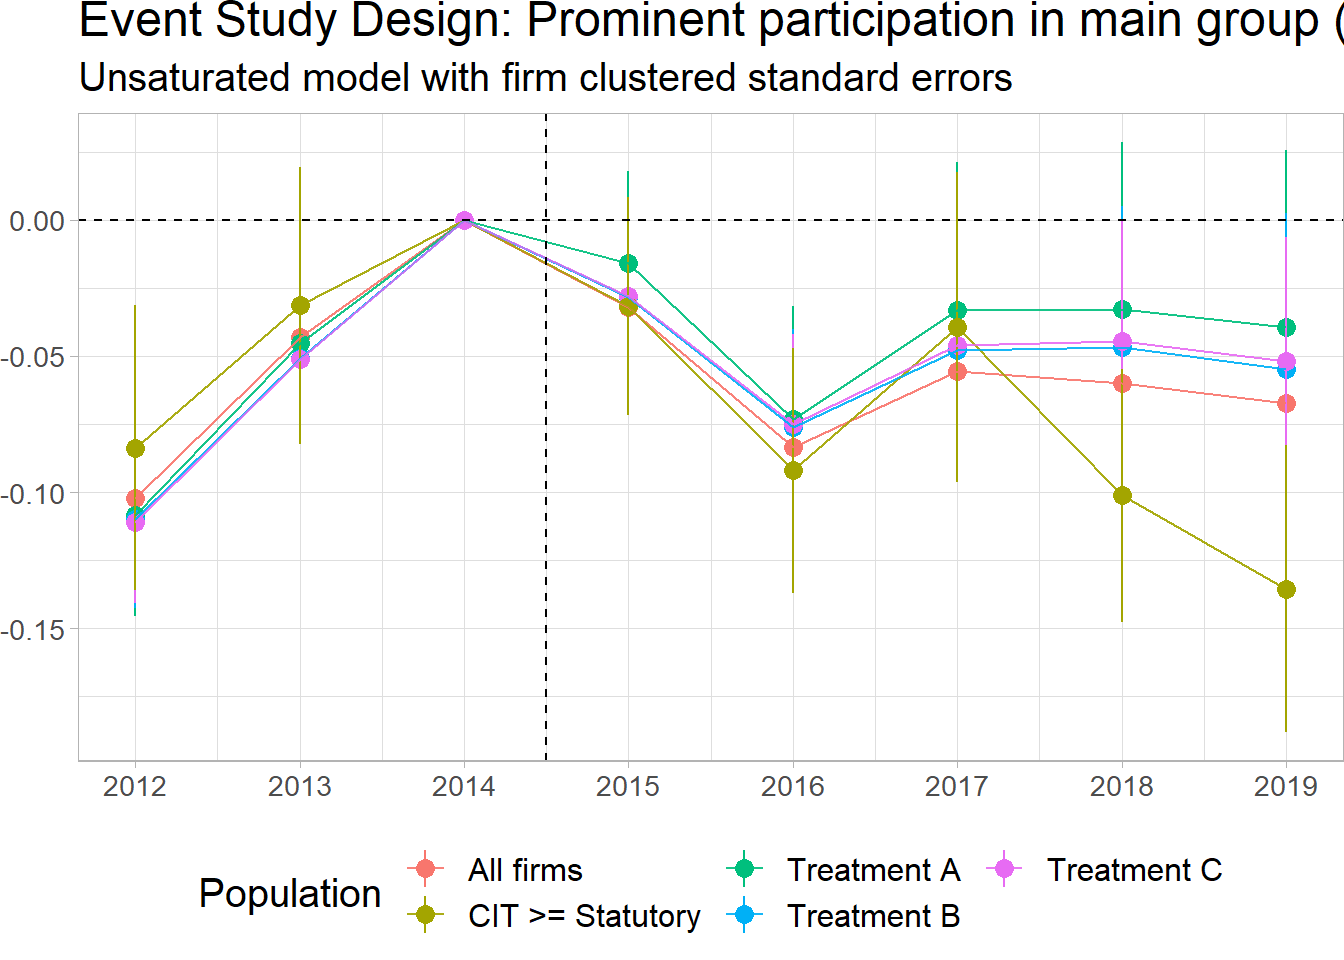 Event Study Design: Prominent participation in main group (
Unsaturated model with firm clustered standard errors
0.00
-0.05
-0.10
-0.15
2012 2013 2014 2015 2016 2017 2018 2019
Population
All firms Treatment A Treatment C
CIT >= Statutory Treatment B